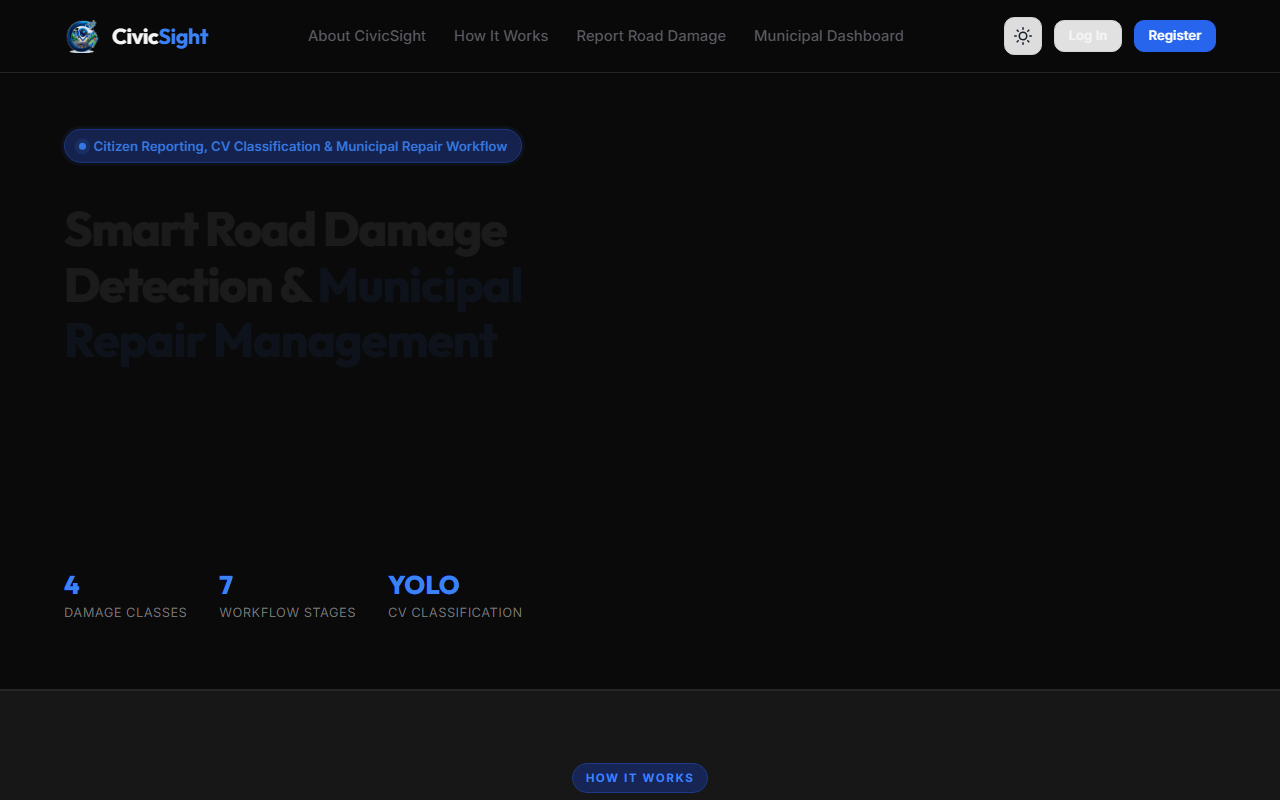 CivicSight
About CivicSight
How It Works
Report Road Damage
Municipal Dashboard
Log In
Register
Citizen Reporting, CV Classification & Municipal Repair Workflow
Smart Road Damage
Detection & Municipal
Repair Management
4
DAMAGE CLASSES
7
WORKFLOW STAGES
YOLO
CV CLASSIFICATION
HOW IT WORKS